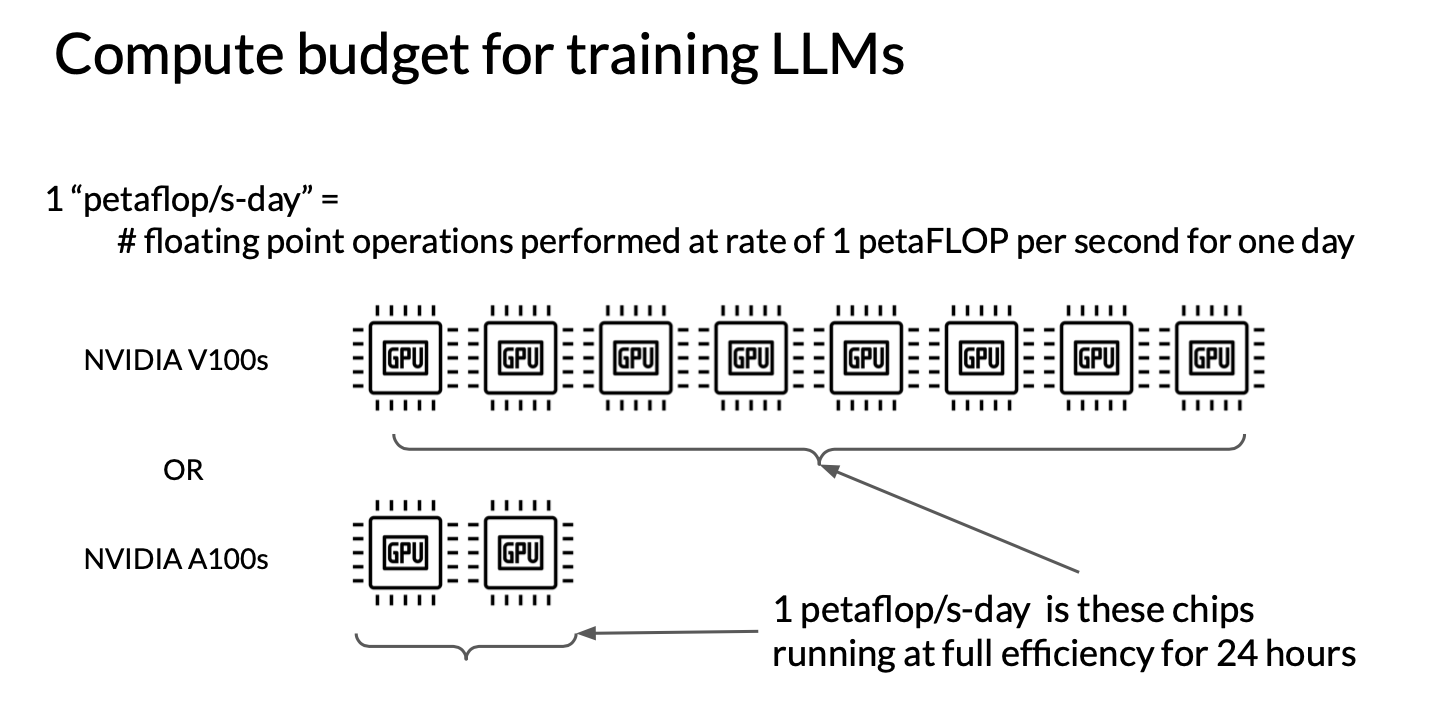 Compute budget for training LLMs
1 “petaflop/s-day” =
# floating point operations performed at rate of 1 petaFLOP per second for one day
NVIDIA V100s
GPU GPU GPU GPU GPU GPU GPU GPU
OR
NVIDIA A100s
GPU GPU
1 petaflop/s-day is these chips
running at full efficiency for 24 hours